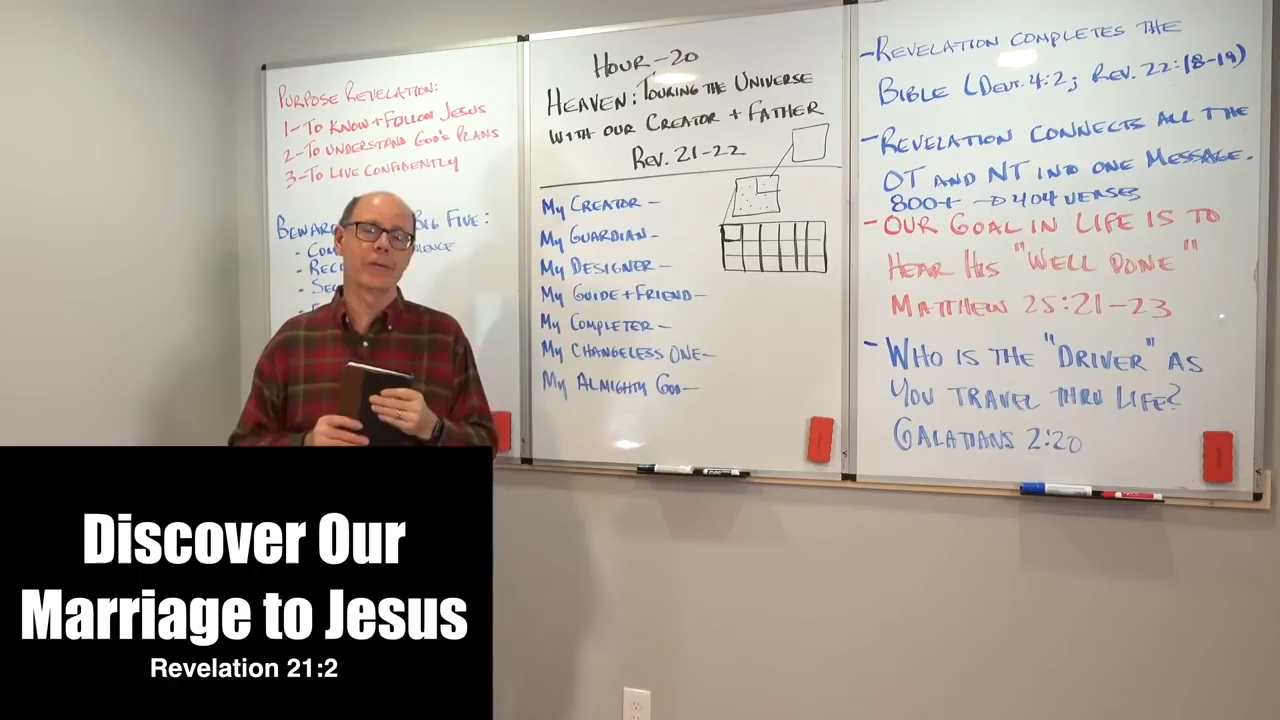 PURPOSE REVELATION:
1-TO KNOW+FOLLOW JESUS
2-TO UNDERSTAND GOD'S PLANS
3-TO LIVE CONFIDENTLY
BIG FIVE:
HOUR-20
HEAVEN: TOURING THE UNIVERSE
WITH OUR CREATOR + FATHER
REV. 21-22
MY CREATOR-
MY GUARDIAN-
MY DESIGNER-
MY GUIDE+FRIEND-
MY COMPLETER-
MY CHANGELESS ONE-
MY ALMIGHTY GOD-
-REVELATION COMPLETES THE
BIBLE (DEUT. 4:2; REV. 22:18-19)
-REVELATION CONNECTS ALL THE
OT AND NT INTO ONE MESSAGE.
800+ → 404 VERSES
-OUR GOAL IN LIFE IS TO
HEAR HIS "WELL DONE"
MATTHEW 25:21-23
-WHO IS THE "DRIVER" AS
YOU TRAVEL THRU LIFE?
GALATIANS 2:20
Discover Our
Marriage to Jesus
Revelation 21:2